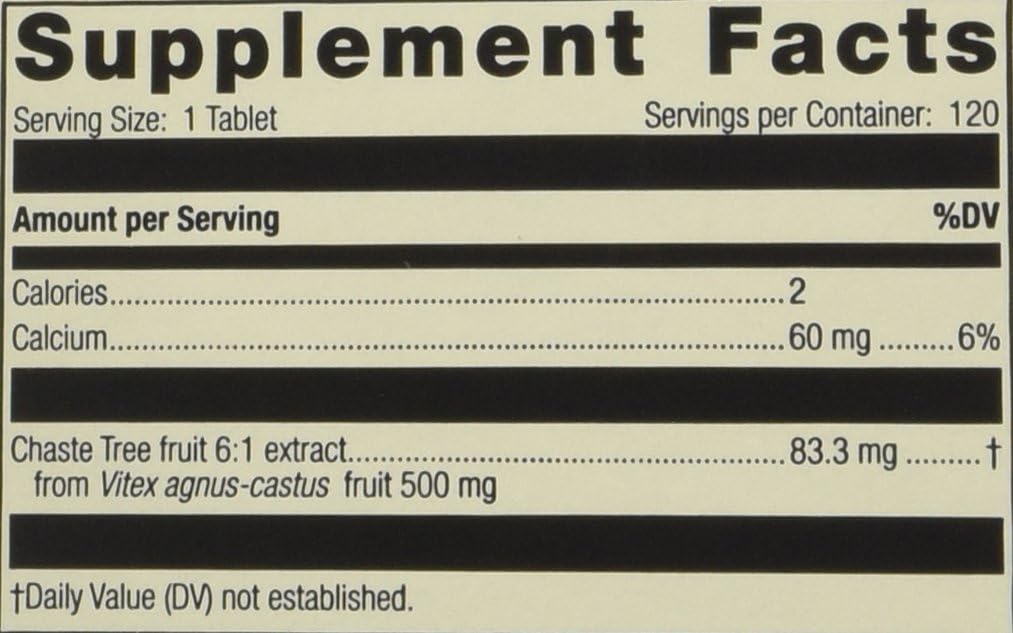 Supplement Facts
Serving Size: 1 Tablet Servings per Container: 120
Amount per Serving %DV
Calories....................................................................................2
Calcium....................................................................................60 mg .........6%
Chaste Tree fruit 6:1 extract......................................................83.3 mg .........†
from Vitex agnus-castus fruit 500 mg
†Daily Value (DV) not established.